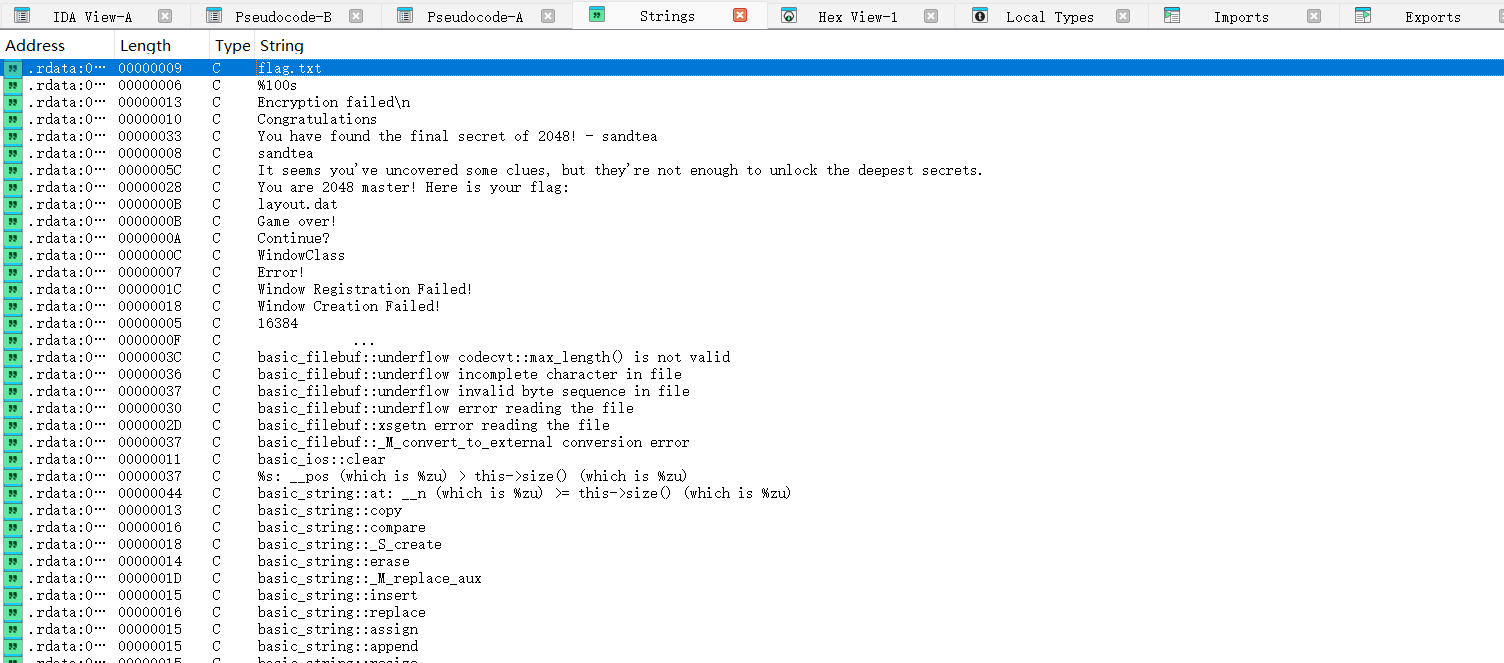 IDA View-A Pseudocode-B Pseudocode-A Strings Hex View-1 Local Types Imports Exports
Address Length Type String
.rdata:0… 00000009 C flag.txt
.rdata:0… 00000006 C %100s
.rdata:0… 00000013 C Encryption failed\n
.rdata:0… 00000010 C Congratulations
.rdata:0… 00000033 C You have found the final secret of 2048! - sandtea
.rdata:0… 00000008 C sandtea
.rdata:0… 0000005C C It seems you've uncovered some clues, but they're not enough to unlock the deepest secrets.
.rdata:0… 00000028 C You are 2048 master! Here is your flag:
.rdata:0… 0000000B C layout.dat
.rdata:0… 0000000B C Game over!
.rdata:0… 0000000A C Continue?
.rdata:0… 0000000C C WindowClass
.rdata:0… 00000007 C Error!
.rdata:0… 0000001C C Window Registration Failed!
.rdata:0… 00000018 C Window Creation Failed!
.rdata:0… 00000005 C 16384
.rdata:0… 0000000F C ...
.rdata:0… 0000003C C basic_filebuf::underflow codecvt::max_length() is not valid
.rdata:0… 00000036 C basic_filebuf::underflow incomplete character in file
.rdata:0… 00000037 C basic_filebuf::underflow invalid byte sequence in file
.rdata:0… 00000030 C basic_filebuf::underflow error reading the file
.rdata:0… 0000002D C basic_filebuf::xsgetn error reading the file
.rdata:0… 00000037 C basic_filebuf::_M_convert_to_external conversion error
.rdata:0… 00000011 C basic_ios::clear
.rdata:0… 00000037 C %s: __pos (which is %zu) > this->size() (which is %zu)
.rdata:0… 00000044 C basic_string::at: __n (which is %zu) >= this->size() (which is %zu)
.rdata:0… 00000013 C basic_string::copy
.rdata:0… 00000016 C basic_string::compare
.rdata:0… 00000018 C basic_string::_S_create
.rdata:0… 00000014 C basic_string::erase
.rdata:0… 0000001D C basic_string::_M_replace_aux
.rdata:0… 00000015 C basic_string::insert
.rdata:0… 00000016 C basic_string::replace
.rdata:0… 00000015 C basic_string::assign
.rdata:0… 00000015 C basic_string::append